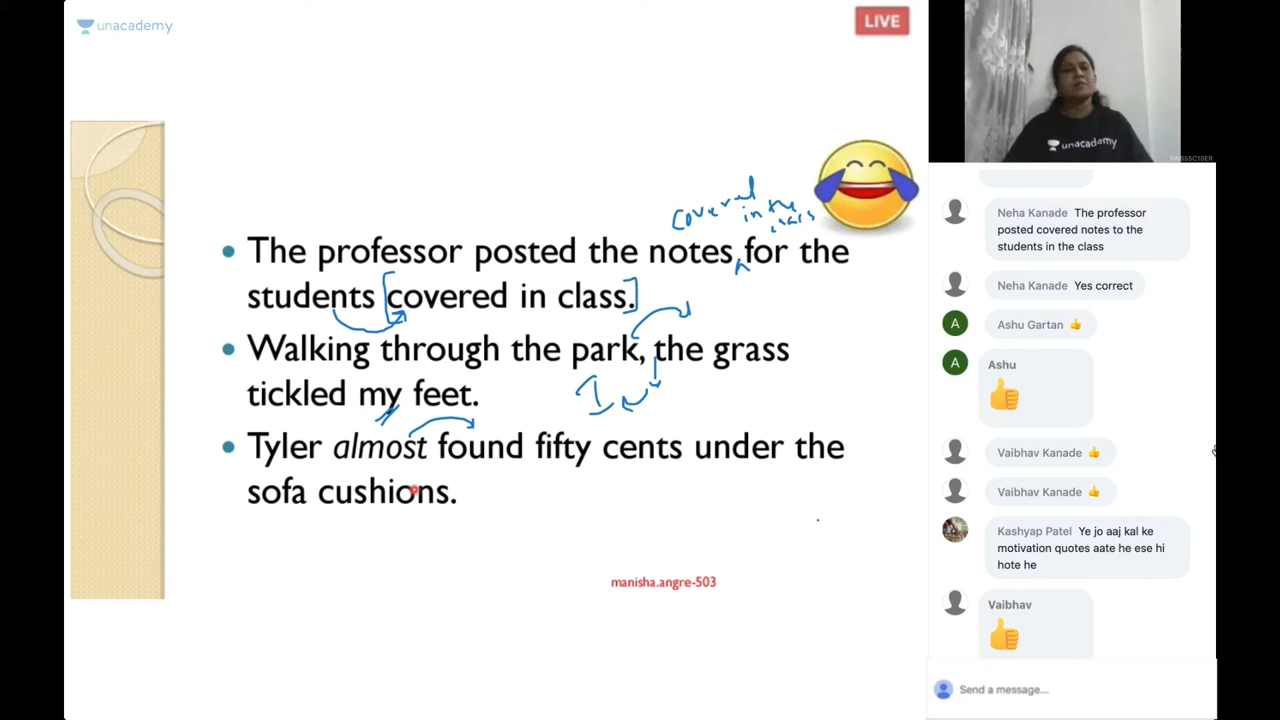 unacademy
LIVE
covered
in the
class
The professor posted the notes for the
students [covered in class.]
Walking through the park, the grass
I
tickled my feet.
Tyler almost found fifty cents under the
sofa cushions.
manisha.angre-503
unacademy
Neha Kanade The professor
posted covered notes to the
students in the class
Neha Kanade Yes correct
A Ashu Gartan 👍
A Ashu
👍
Vaibhav Kanade 👍
Vaibhav Kanade 👍
Kashyap Patel Ye jo aaj kal ke
motivation quotes aate he ese hi
hote he
Vaibhav
👍
Send a message...